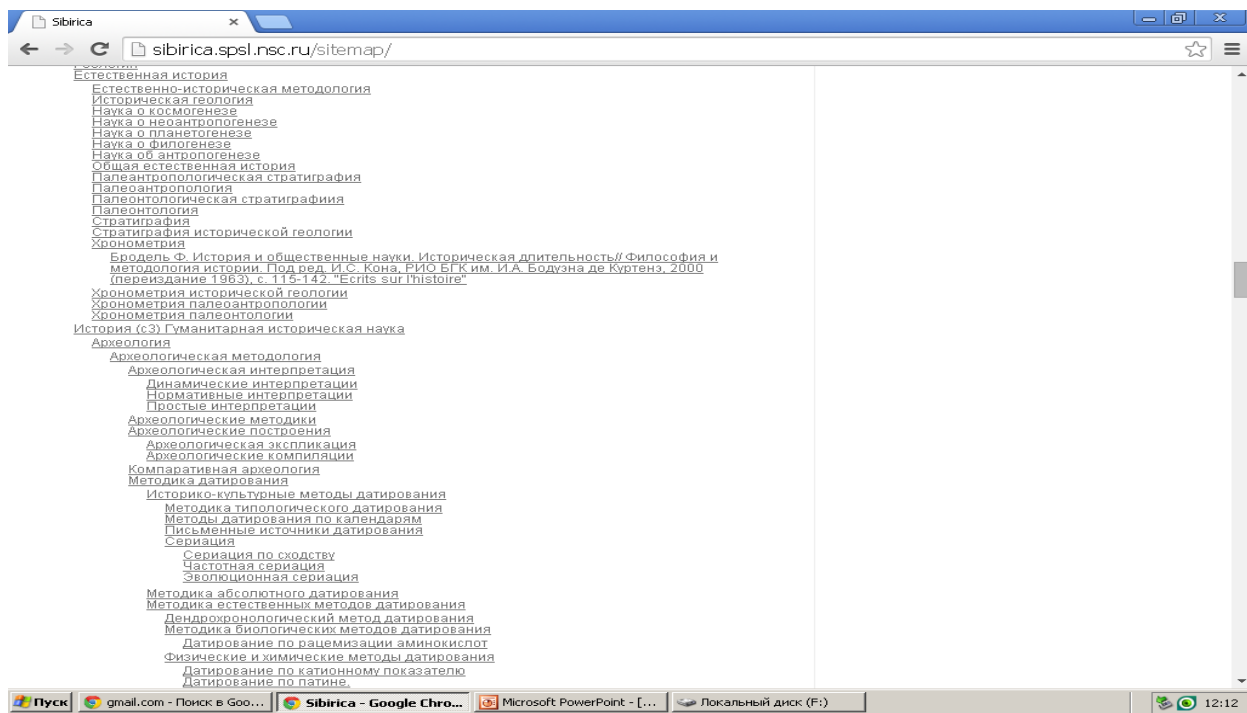 Sibirica
sibirica.spsl.nsc.ru/sitemap/
Естественная история
Естественно-историческая методология
Историческая геология
Наука о космогенезе
Наука о неоантропогенезе
Наука о планетогенезе
Наука о филогенезе
Наука об антропогенезе
Общая естественная история
Палеантропологическая стратиграфия
Палеоантропология
Палеонтологическая стратиграфиия
Палеонтология
Стратиграфия
Стратиграфия исторической геологии
Хронометрия
Бродель Ф. История и общественные науки. Историческая длительность// Философия и
методология истории. Под ред. И.С. Кона, РИО БГК им. И.А. Бодуэна де Куртенэ, 2000
(переиздание 1963), с. 115-142. "Ecrits sur l'histoire"
Хронометрия исторической геологии
Хронометрия палеоантропологии
Хронометрия палеонтологии
История (с3) Гуманитарная историческая наука
Археология
Археологическая методология
Археологическая интерпретация
Динамические интерпретации
Нормативные интерпретации
Простые интерпретации
Археологические методики
Археологические построения
Археологическая экспликация
Археологические компиляции
Компаративная археология
Методика датирования
Историко-культурные методы датирования
Методика типологического датирования
Методы датирования по календарям
Письменные источники датирования
Сериация
Сериация по сходству
Частотная сериация
Эволюционная сериация
Методика абсолютного датирования
Методика естественных методов датирования
Дендрохронологический метод датирования
Методика биологических методов датирования
Датирование по рацемизации аминокислот
Физические и химические методы датирования
Датирование по катионному показателю
Датирование по патине.
Пуск gmail.com - Поиск в Goo... Sibirica - Google Chro... Microsoft PowerPoint - [... Локальный диск (F:) 12:12